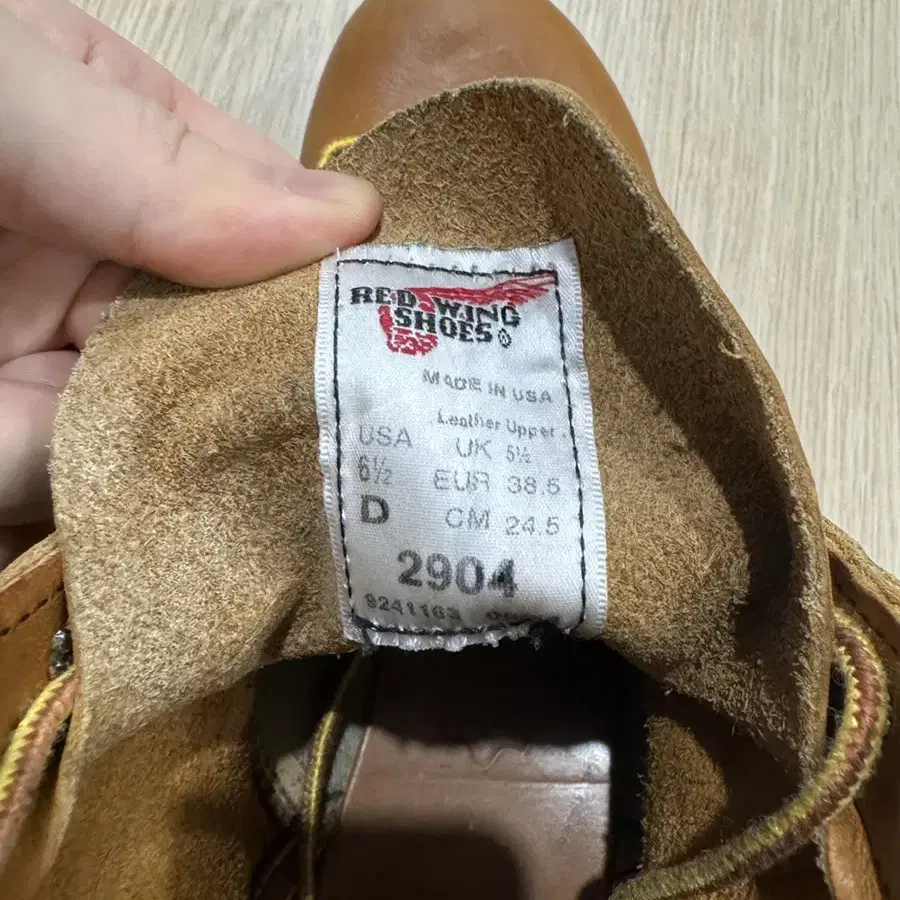 RED WING
SHOES®
MADE IN USA
Leather Upper
USA UK 5½
6½ EUR 38.5
D CM 24.5
2904
9241163